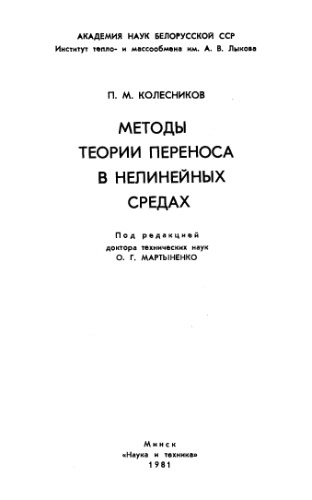 АКАДЕМИЯ НАУК БЕЛОРУССКОЙ ССР
Институт тепло- и массообмена им. А. В. Лыкова
П. М. КОЛЕСНИКОВ
МЕТОДЫ
ТЕОРИИ ПЕРЕНОСА
В НЕЛИНЕЙНЫХ
СРЕДАХ
Под редакцией
доктора технических наук
О. Г. МАРТЫНЕНКО
Минск
«Наука и техника»
1981